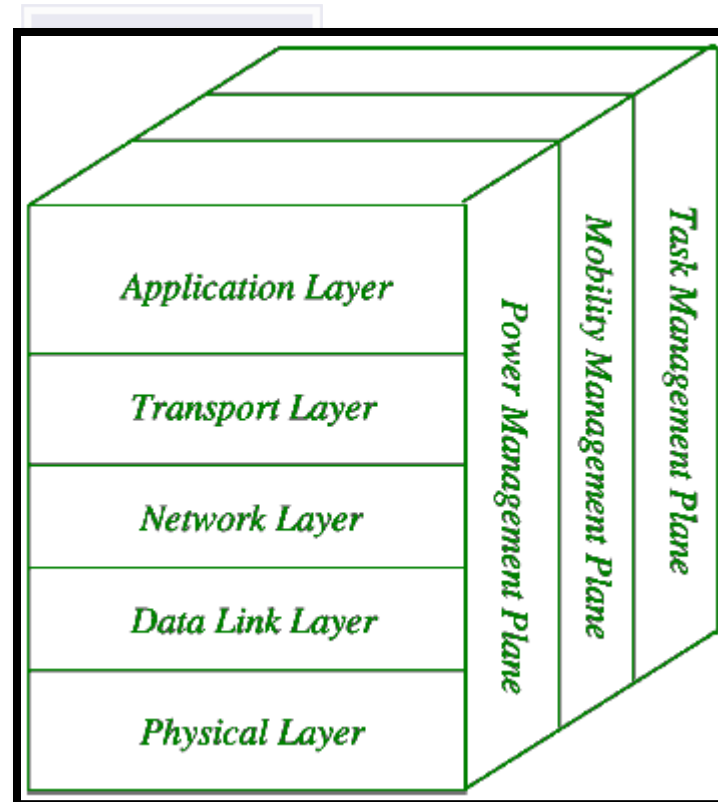 Application Layer
Transport Layer
Network Layer
Data Link Layer
Physical Layer
Power Management Plane
Mobility Management Plane
Task Management Plane